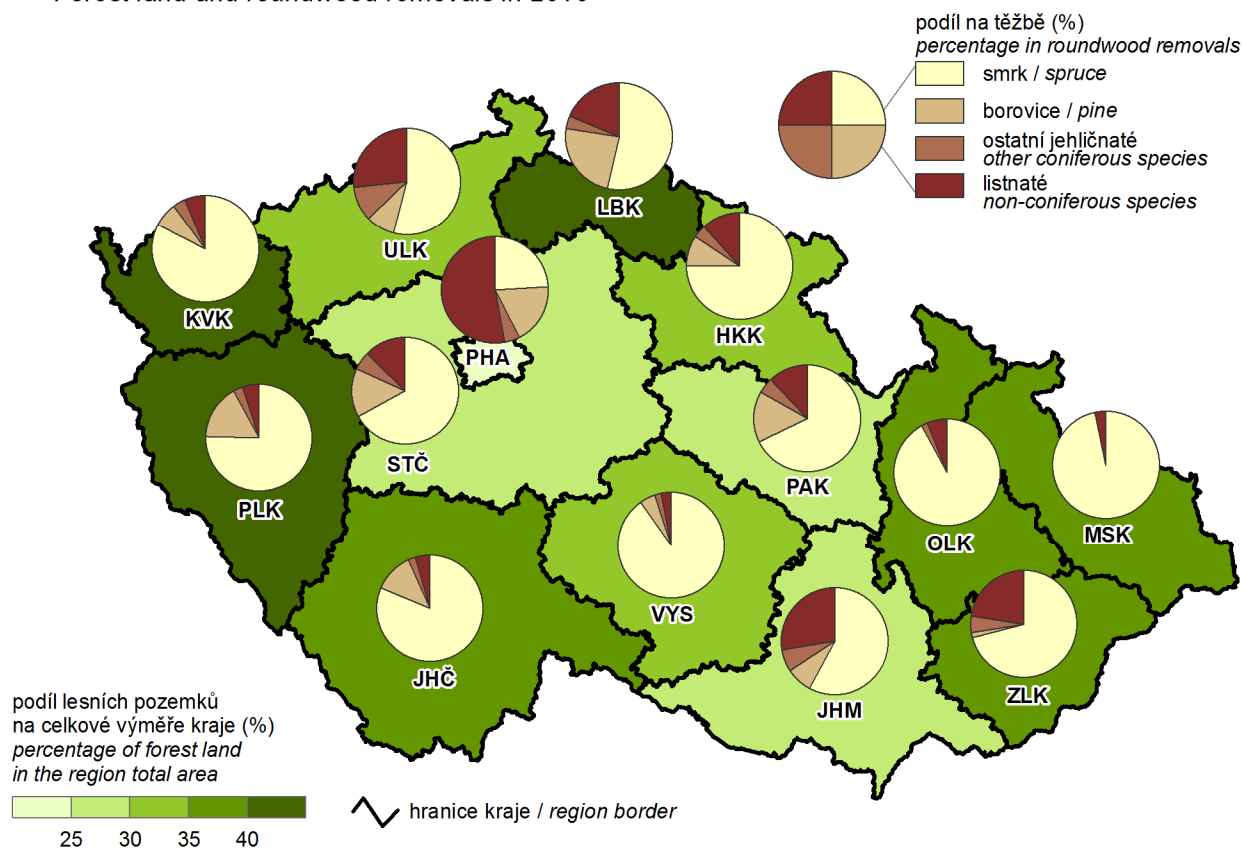 podíl na těžbě (%)
percentage in roundwood removals
smrk / spruce
borovice / pine
ostatní jehličnaté
other coniferous species
listnaté
non-coniferous species
LBK
ULK
KVK
HKK
PHA
STČ
PLK
PAK
OLK
MSK
VYS
JHČ
JHM
ZLK
podíl lesních pozemků
na celkové výměře kraje (%)
percentage of forest land
in the region total area
25 30 35 40
hranice kraje / region border